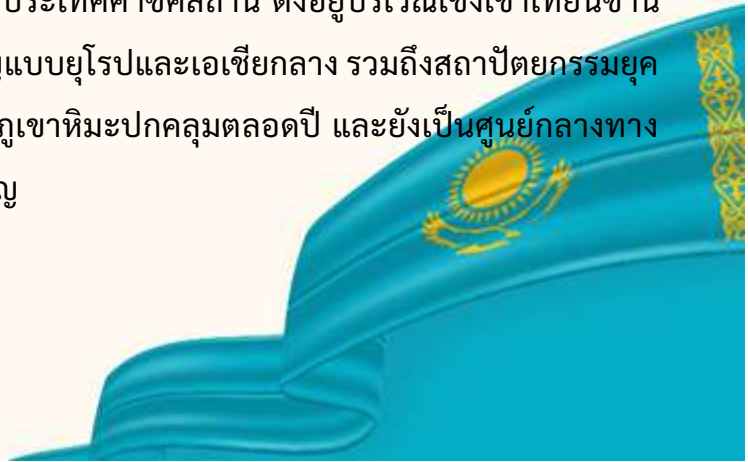 ประเทศคาซัคสถาน ตั้งอยู่บริเวณเชิงเขาเทียนชาน
แบบยุโรปและเอเชียกลาง รวมถึงสถาปัตยกรรมยุค
ภูเขาหิมะปกคลุมตลอดปี และยังเป็นศูนย์กลางทาง